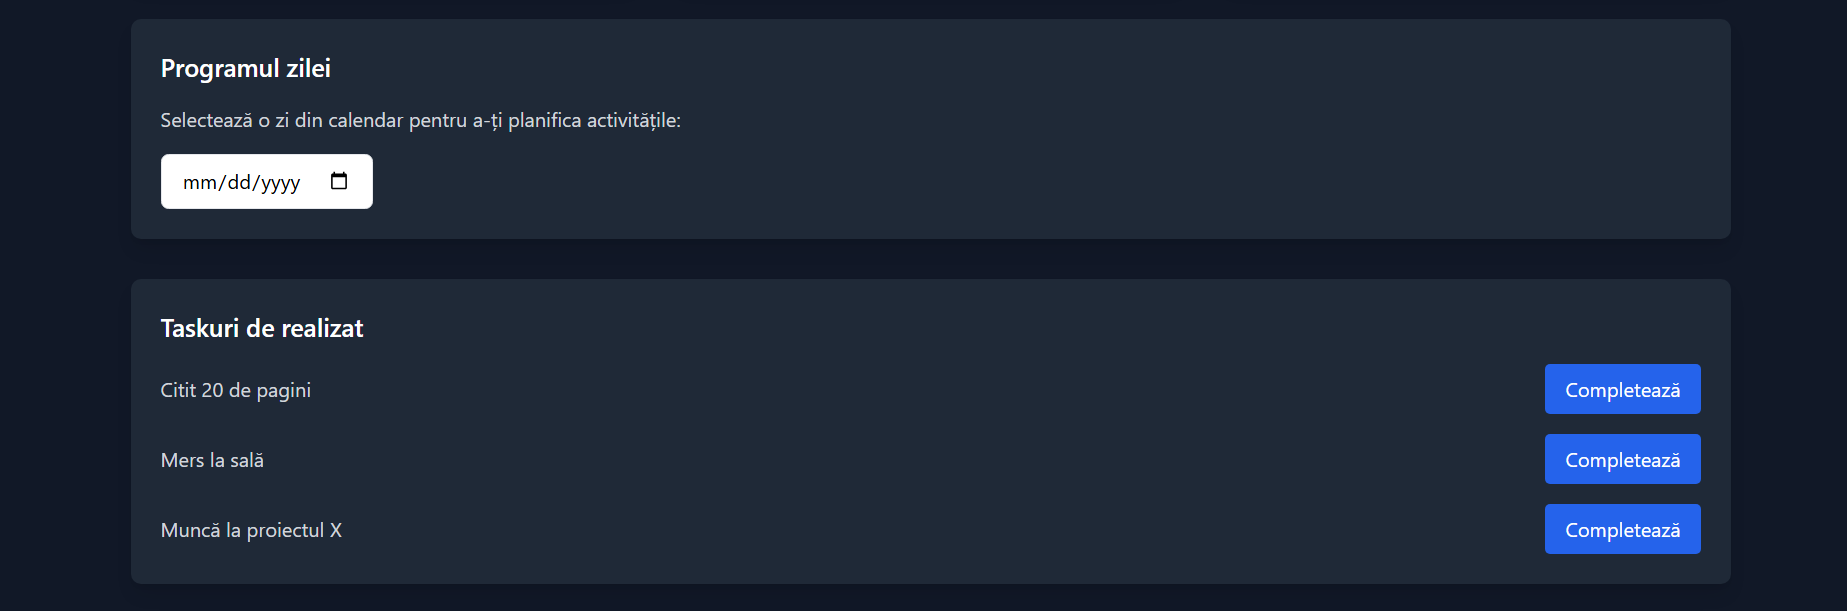 Programul zilei
Selectează o zi din calendar pentru a-ți planifica activitățile:
mm/dd/yyyy
Taskuri de realizat
Citit 20 de pagini
Completează
Mers la sală
Completează
Muncă la proiectul X
Completează